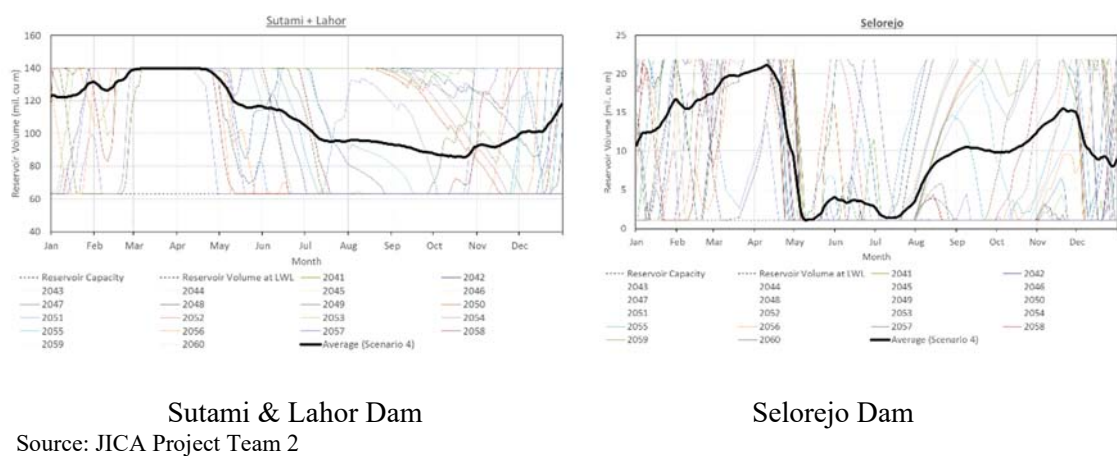 Sutami + Lahor
160
140
120
100
80
60
40
Reservoir Volume (mil. cu m)
Jan Feb Mar Apr May Jun Jul Aug Sep Oct Nov Dec
Month
Reservoir Capacity Reservoir Volume at LWL 2041 2042
2043 2044 2045 2046
2047 2048 2049 2050
2051 2052 2053 2054
2055 2056 2057 2058
2059 2060 Average (Scenario 4)
Selorejo
25
20
15
10
5
0
Reservoir Volume (mil. cu m)
Jan Feb Mar Apr May Jun Jul Aug Sep Oct Nov Dec
Month
Reservoir Capacity Reservoir Volume at LWL 2041 2042
2043 2044 2045 2046
2047 2048 2049 2050
2051 2052 2053 2054
2055 2056 2057 2058
2059 2060 Average (Scenario 4)
Sutami & Lahor Dam
Selorejo Dam
Source: JICA Project Team 2